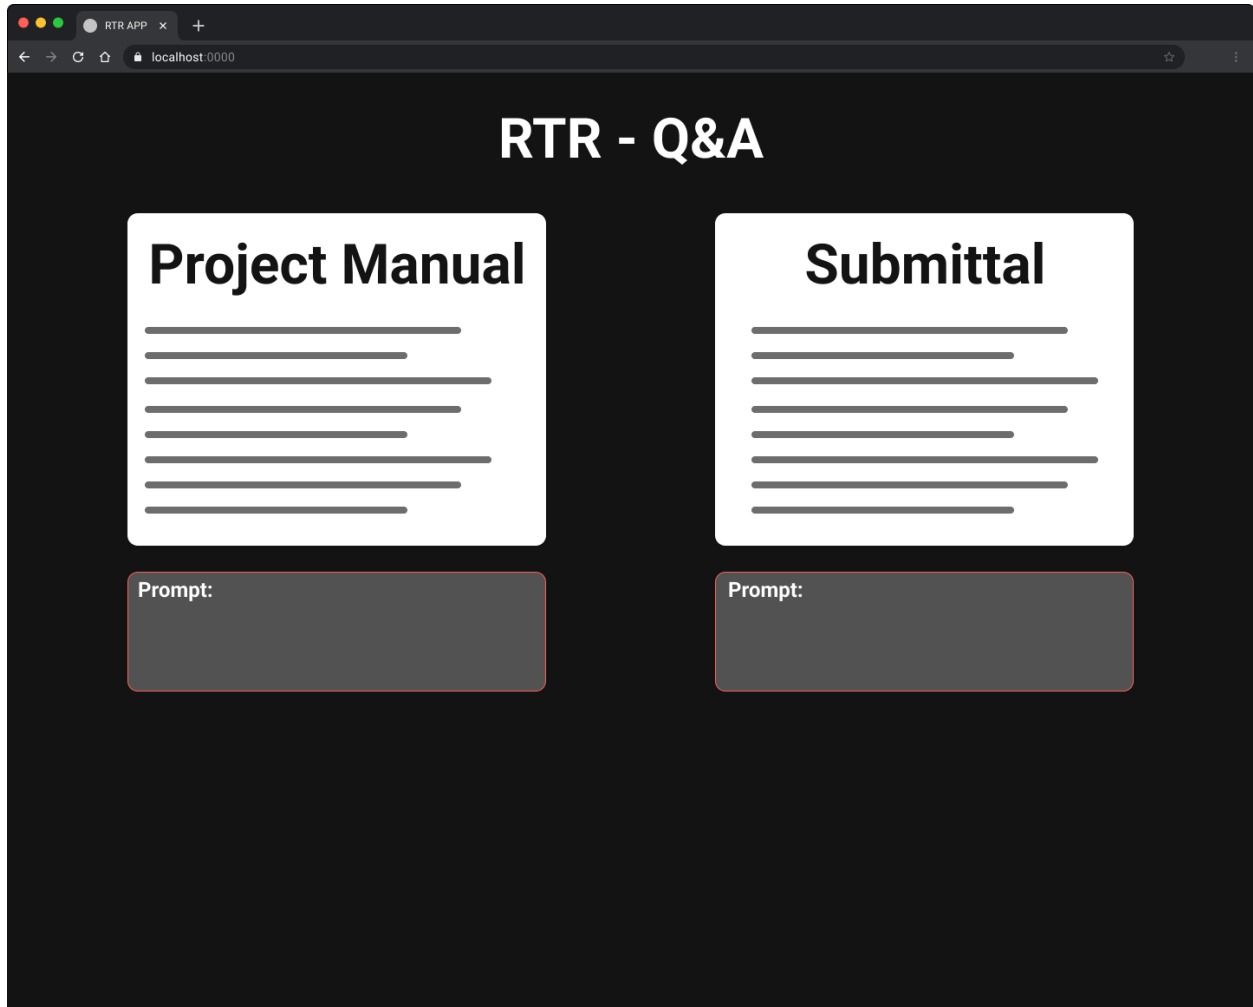 RTR APP
localhost:0000
RTR - Q&A
Project Manual
Submittal
Prompt:
Prompt: